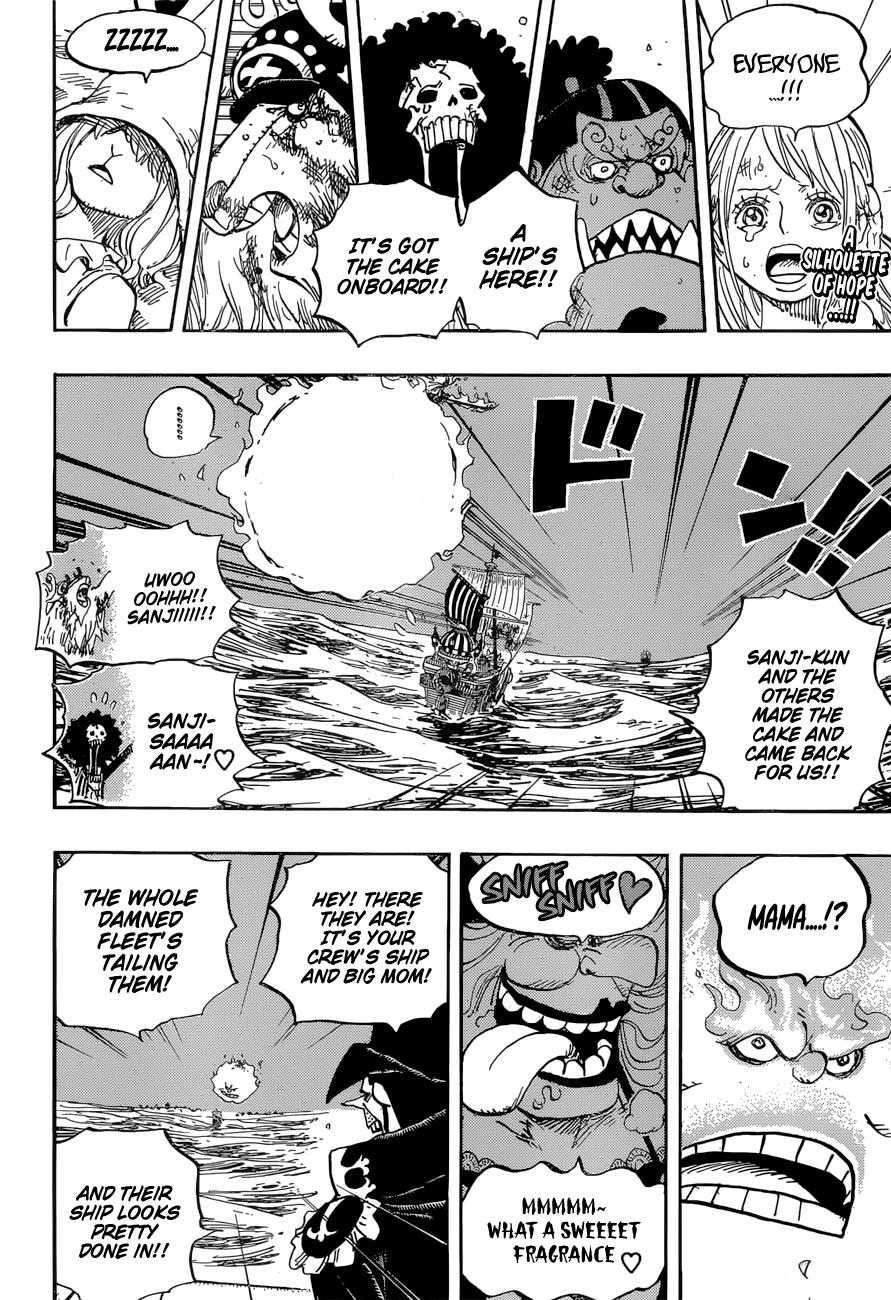 EVERYONE
...!!!
A
SILHOUETTE
OF HOPE
...!!!
A
SHIP'S
HERE!!
IT'S GOT
THE CAKE
ONBOARD!!
ZZZZZ....
ドン!!!
SANJI-KUN
AND THE
OTHERS
MADE THE
CAKE AND
CAME BACK
FOR US!!
........
UWOO
OOHHH!!
SANJIIIII!!
SANJI-
SAAAA
AAN~!♡
MAMA.....!?
SNIFF
SNIFF♥
MMMMM~
WHAT A SWEEEET
FRAGRANCE♡
HEY! THERE
THEY ARE!
IT'S YOUR
CREW'S SHIP
AND BIG MOM!
THE WHOLE
DAMNED
FLEET'S
TAILING
THEM!
AND THEIR
SHIP LOOKS
PRETTY
DONE IN!!